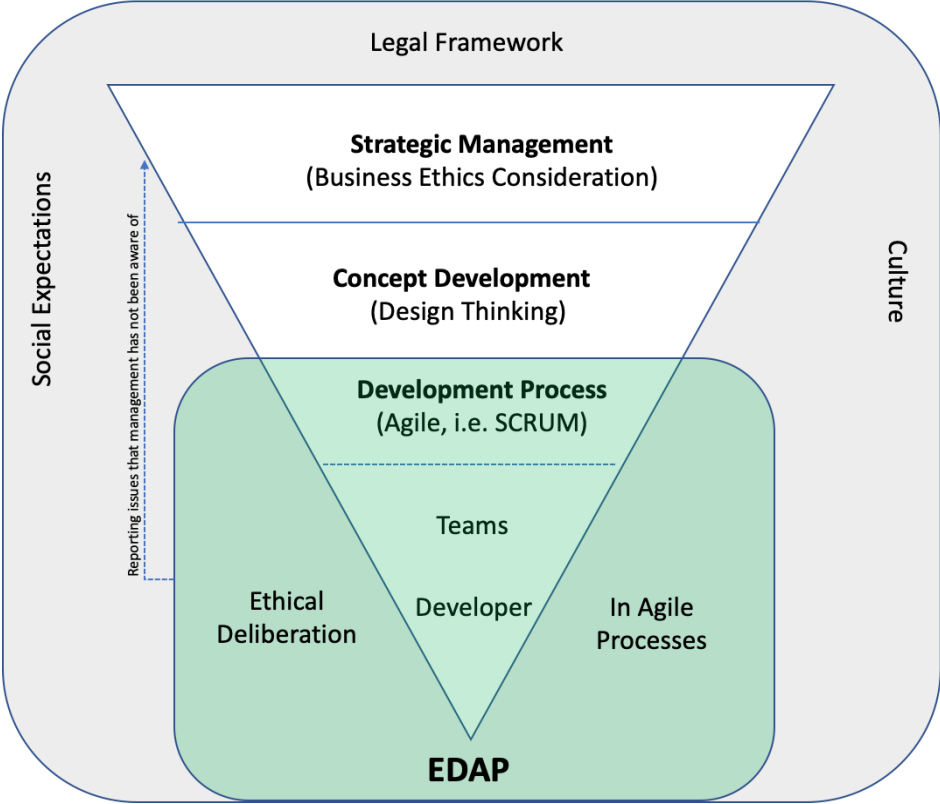 Legal Framework
Strategic Management
(Business Ethics Consideration)
Social Expectations
Reporting issues that management has not been aware of
Culture
Concept Development
(Design Thinking)
Development Process
(Agile, i.e. SCRUM)
Teams
Ethical
Deliberation
Developer
In Agile
Processes
EDAP